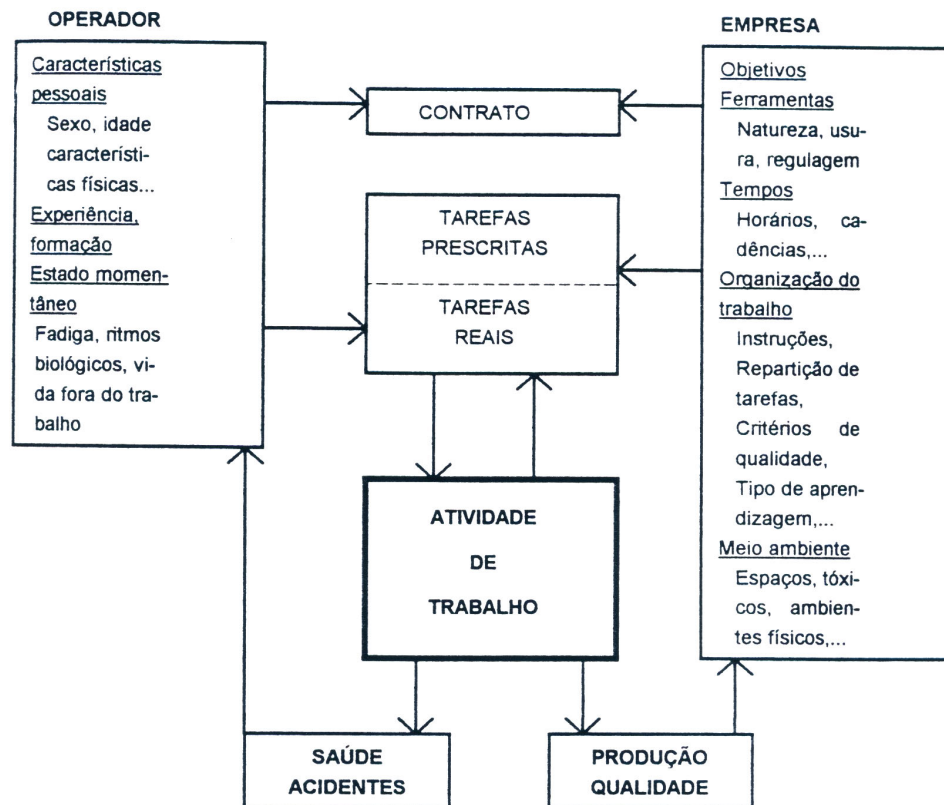 OPERADOR
Características
pessoais
Sexo, idade
característi-
cas físicas...
Experiência,
formação
Estado momen-
tâneo
Fadiga, ritmos
biológicos, vi-
da fora do tra-
balho
CONTRATO
TAREFAS
PRESCRITAS
TAREFAS
REAIS
ATIVIDADE
DE
TRABALHO
SAÚDE
ACIDENTES
PRODUÇÃO
QUALIDADE
EMPRESA
Objetivos
Ferramentas
Natureza, usu-
ra, regulagem
Tempos
Horários, ca-
dências,...
Organização do
trabalho
Instruções,
Repartição de
tarefas,
Critérios de
qualidade,
Tipo de apren-
dizagem,...
Meio ambiente
Espaços, tóxi-
cos, ambien-
tes físicos,...